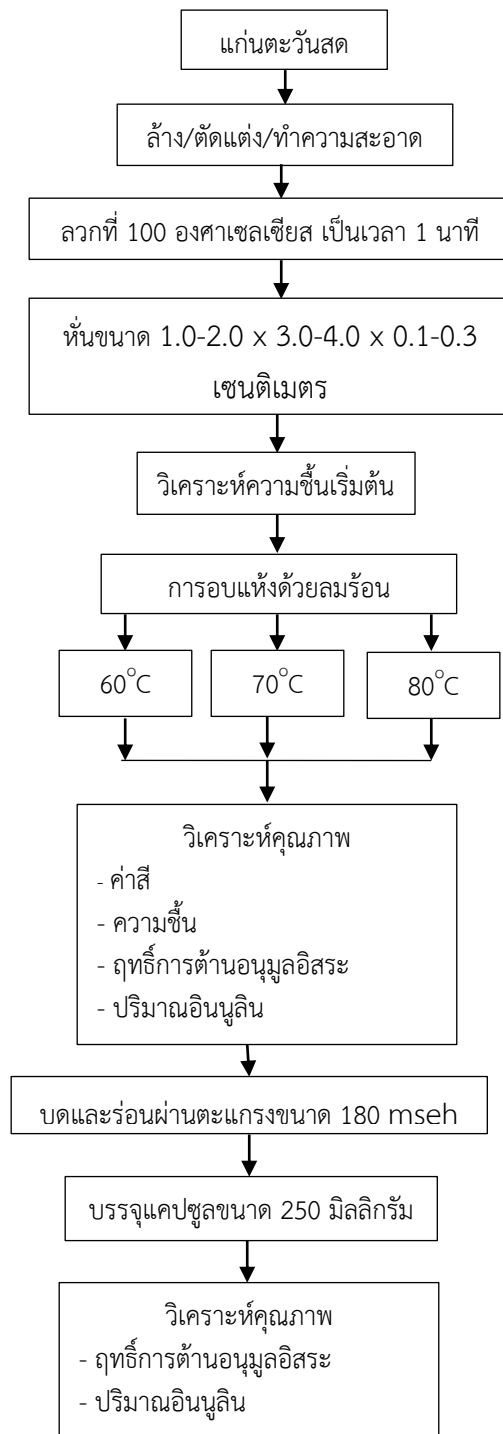 แก่นตะวันสด
ล้าง/ตัดแต่ง/ทำความสะอาด
ลวกที่ 100 องศาเซลเซียส เป็นเวลา 1 นาที
หั่นขนาด 1.0-2.0 x 3.0-4.0 x 0.1-0.3
เซนติเมตร
วิเคราะห์ความชื้นเริ่มต้น
การอบแห้งด้วยลมร้อน
60°C 70°C 80°C
วิเคราะห์คุณภาพ
- ค่าสี
- ความชื้น
- ฤทธิ์การต้านอนุมูลอิสระ
- ปริมาณอินนูลิน
บดและร่อนผ่านตะแกรงขนาด 180 mseh
บรรจุแคปซูลขนาด 250 มิลลิกรัม
วิเคราะห์คุณภาพ
- ฤทธิ์การต้านอนุมูลอิสระ
- ปริมาณอินนูลิน